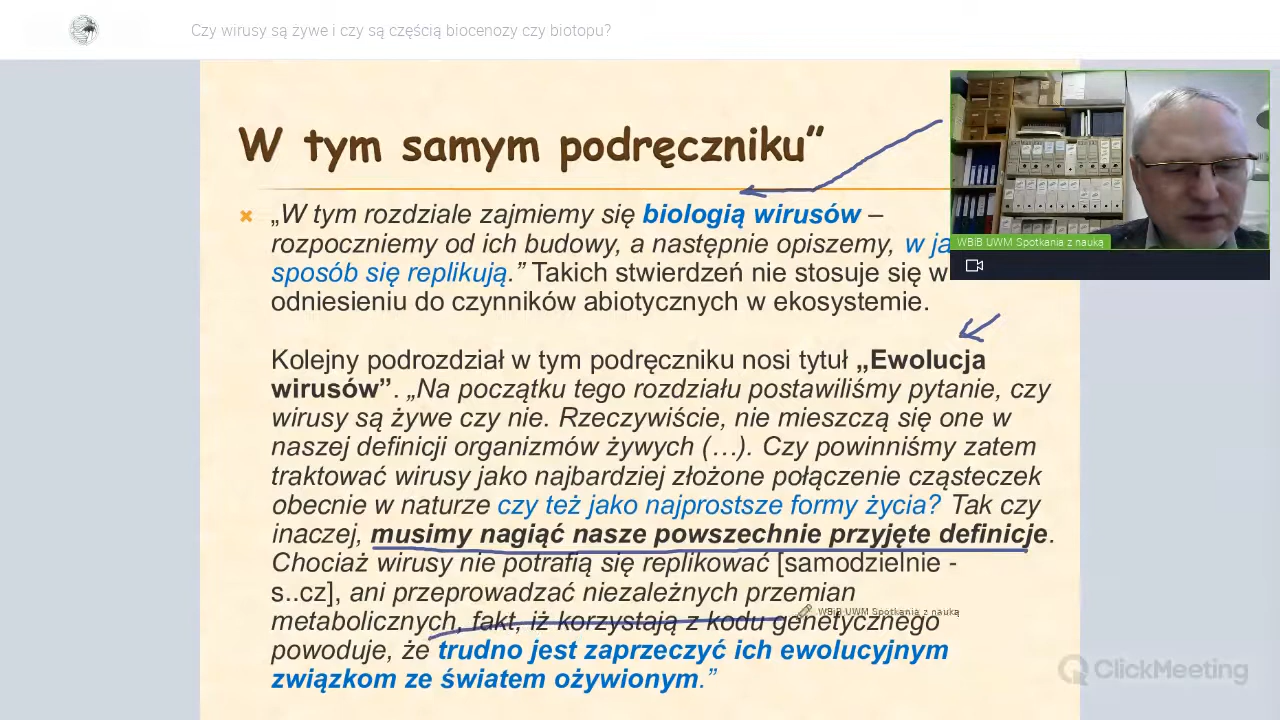 Czy wirusy są żywe i czy są częścią biocenozy czy biotopu?
W tym samym podręczniku”
„W tym rozdziale zajmiemy się biologią wirusów –
rozpoczniemy od ich budowy, a następnie opiszemy, w ja
sposób się replikują.” Takich stwierdzeń nie stosuje się w
odniesieniu do czynników abiotycznych w ekosystemie.
Kolejny podrozdział w tym podręczniku nosi tytuł „Ewolucja
wirusów”. „Na początku tego rozdziału postawiliśmy pytanie, czy
wirusy są żywe czy nie. Rzeczywiście, nie mieszczą się one w
naszej definicji organizmów żywych (…). Czy powinniśmy zatem
traktować wirusy jako najbardziej złożone połączenie cząsteczek
obecnie w naturze czy też jako najprostsze formy życia? Tak czy
inaczej, musimy nagiąć nasze powszechnie przyjęte definicje.
Chociaż wirusy nie potrafią się replikować [samodzielnie -
s..cz], ani przeprowadzać niezależnych przemian
metabolicznych, fakt, iż korzystają z kodu genetycznego
powoduje, że trudno jest zaprzeczyć ich ewolucyjnym
związkom ze światem ożywionym.”
WBiB UWM Spotkania z nauką
WBiB UWM Spotkania z nauką
ClickMeeting